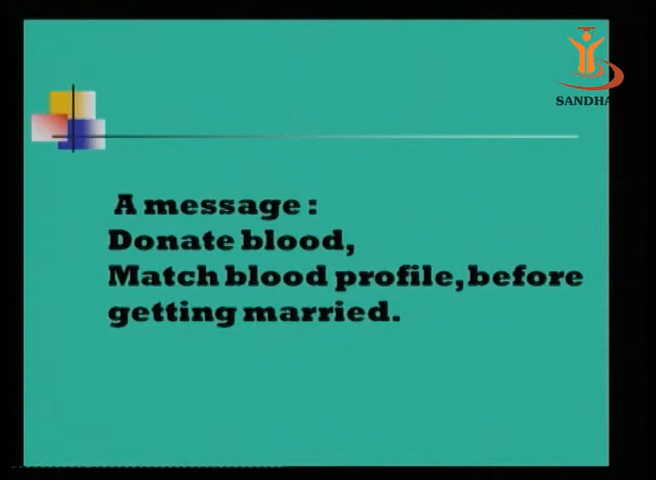 SANDHA
A message :
Donate blood,
Match blood profile, before
getting married.